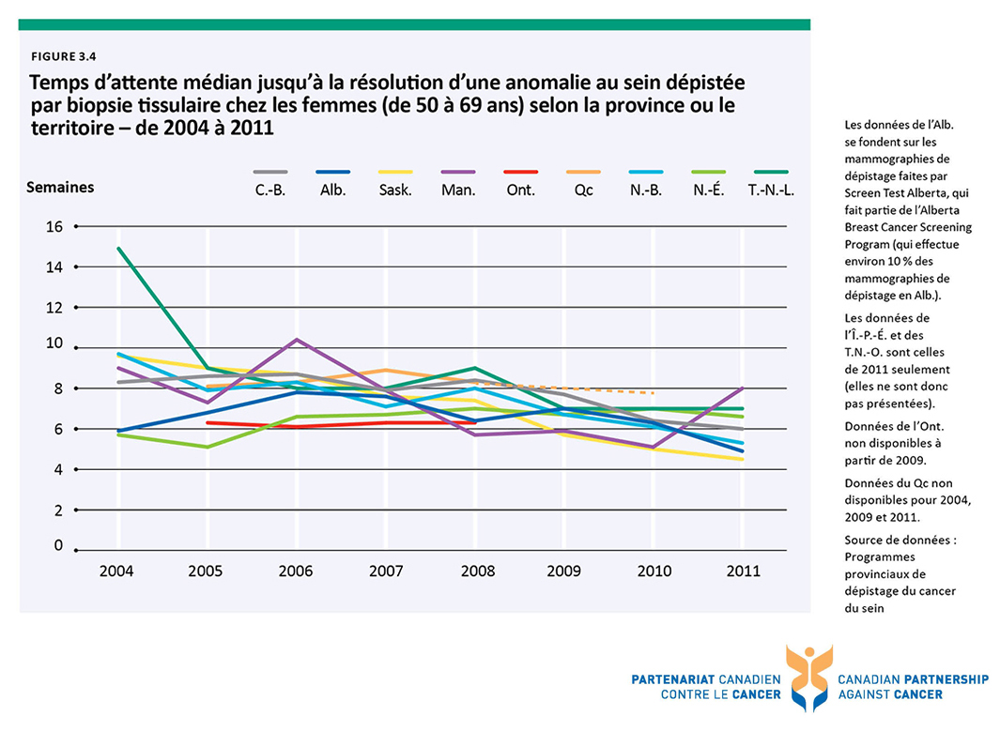 FIGURE 3.4
Temps d’attente médian jusqu’à la résolution d’une anomalie au sein dépistée
par biopsie tissulaire chez les femmes (de 50 à 69 ans) selon la province ou le
territoire – de 2004 à 2011
Semaines
C.-B. Alb. Sask. Man. Ont. Qc N.-B. N.-É. T.-N.-L.
16
14
12
10
8
6
4
2
0
2004 2005 2006 2007 2008 2009 2010 2011
Les données de l’Alb.
se fondent sur les
mammographies de
dépistage faites par
Screen Test Alberta, qui
fait partie de l’Alberta
Breast Cancer Screening
Program (qui effectue
environ 10 % des
mammographies de
dépistage en Alb.).
Les données de
l’Î.-P.-É. et des
T.N.-O. sont celles
de 2011 seulement
(elles ne sont donc
pas présentées).
Données de l’Ont.
non disponibles à
partir de 2009.
Données du Qc non
disponibles pour 2004,
2009 et 2011.
Source de données :
Programmes
provinciaux de
dépistage du cancer
du sein
PARTENARIAT CANADIEN
CONTRE LE CANCER
CANADIAN PARTNERSHIP
AGAINST CANCER